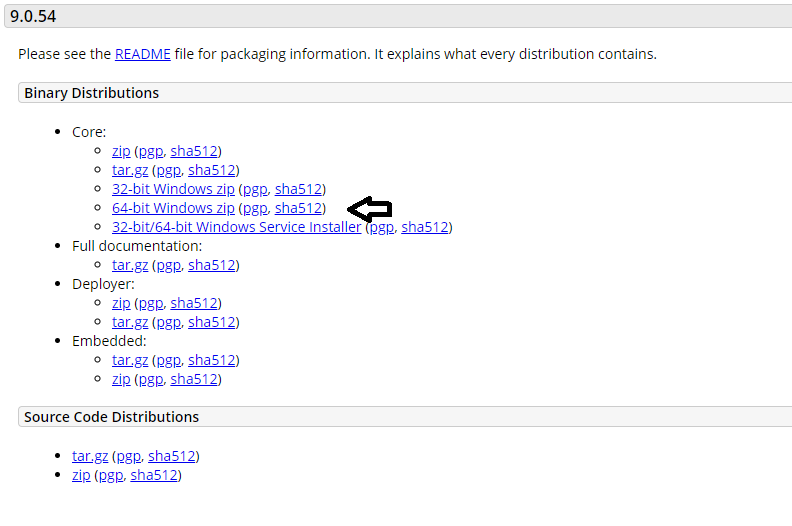 9.0.54
Please see the README file for packaging information. It explains what every distribution contains.
Binary Distributions
Core:
zip (pgp, sha512)
tar.gz (pgp, sha512)
32-bit Windows zip (pgp, sha512)
64-bit Windows zip (pgp, sha512)
32-bit/64-bit Windows Service Installer (pgp, sha512)
Full documentation:
tar.gz (pgp, sha512)
Deployer:
zip (pgp, sha512)
tar.gz (pgp, sha512)
Embedded:
tar.gz (pgp, sha512)
zip (pgp, sha512)
Source Code Distributions
tar.gz (pgp, sha512)
zip (pgp, sha512)